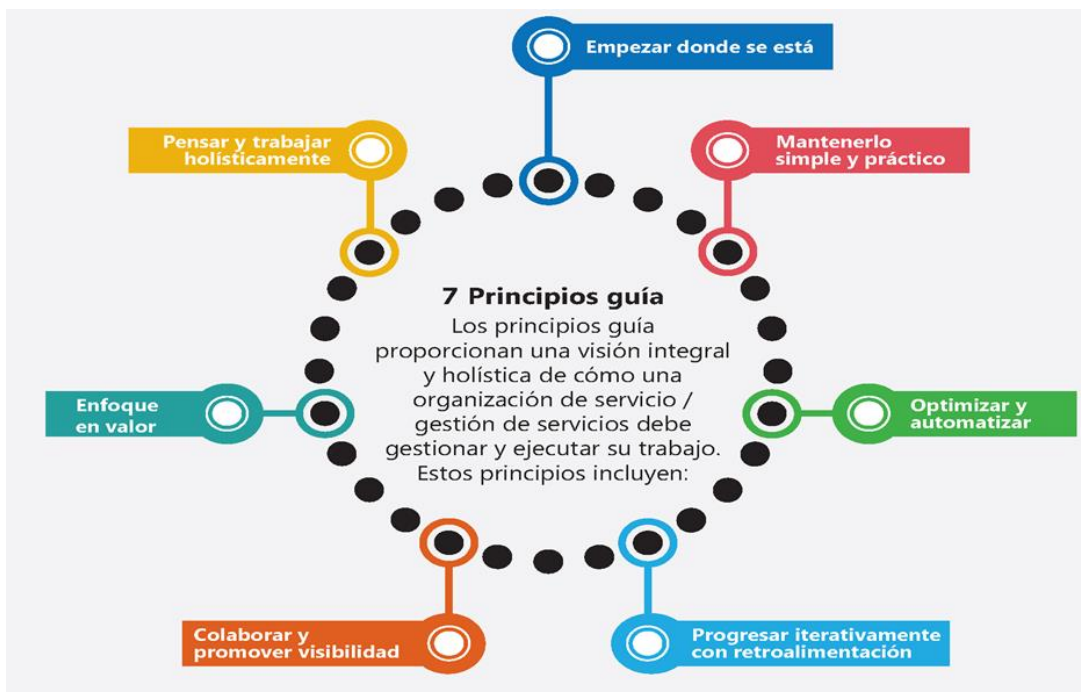 Empezar donde se está
Pensar y trabajar
holísticamente
Mantenerlo
simple y práctico
7 Principios guía
Los principios guía
proporcionan una visión integral
y holística de cómo una
organización de servicio /
gestión de servicios debe
gestionar y ejecutar su trabajo.
Estos principios incluyen:
Enfoque
en valor
Optimizar y
automatizar
Colaborar y
promover visibilidad
Progresar iterativamente
con retroalimentación